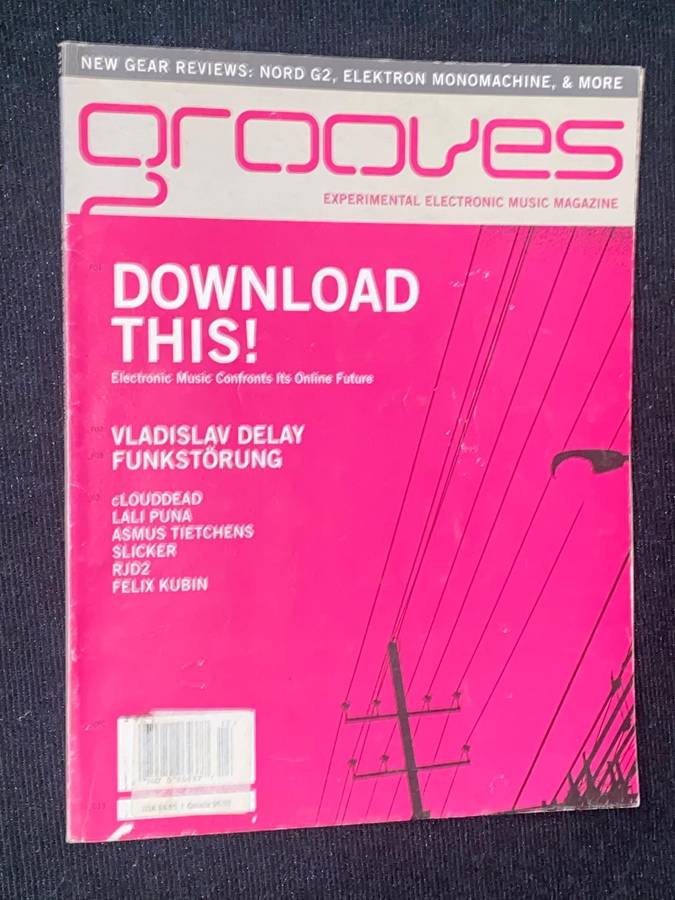 NEW GEAR REVIEWS: NORD G2, ELEKTRON MONOMACHINE, & MORE
grooves
EXPERIMENTAL ELECTRONIC MUSIC MAGAZINE
DOWNLOAD
THIS!
Electronic Music Confronts Its Online Future
VLADISLAV DELAY
FUNKSTÖRUNG
cLOUDDEAD
LALI PUNA
ASMUS TIETCHENS
SLICKER
RJD2
FELIX KUBIN